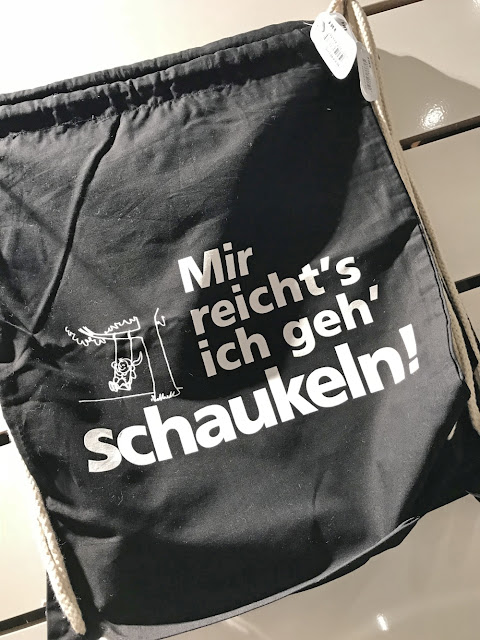 Mir
reicht's
ich geh'
schaukeln!